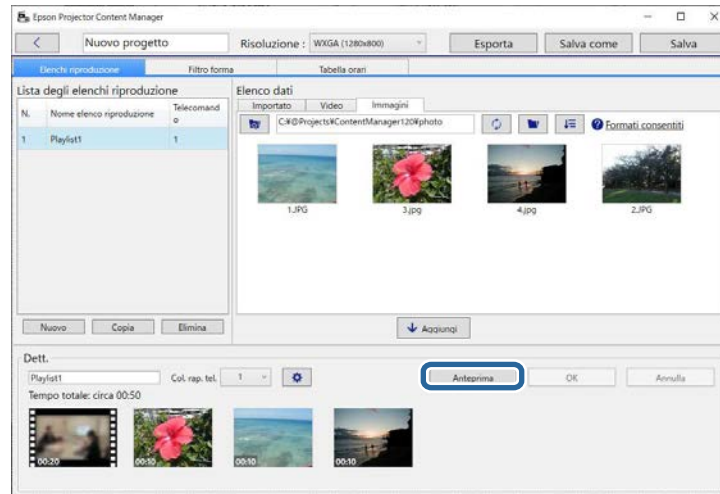 Epson Projector Content Manager
Nuovo progetto
Risoluzione :
WXGA (1280x800)
Esporta
Salva come
Salva
Elenchi riproduzione
Filtro forma
Tabella orari
Lista degli elenchi riproduzione
N.
Nome elenco riproduzione
Telecomand
o
1
Playlist1
1
Nuovo
Copia
Elimina
Elenco dati
Importato
Video
Immagini
C:¥@Projects¥ContentManager120¥photo
Formati consentiti
1.JPG
3.jpg
4.jpg
2.JPG
Aggiungi
Dett.
Playlist1
Col. rap. tel.
1
Anteprima
OK
Annulla
Tempo totale: circa 00:50
00:20
00:10
00:10
00:10